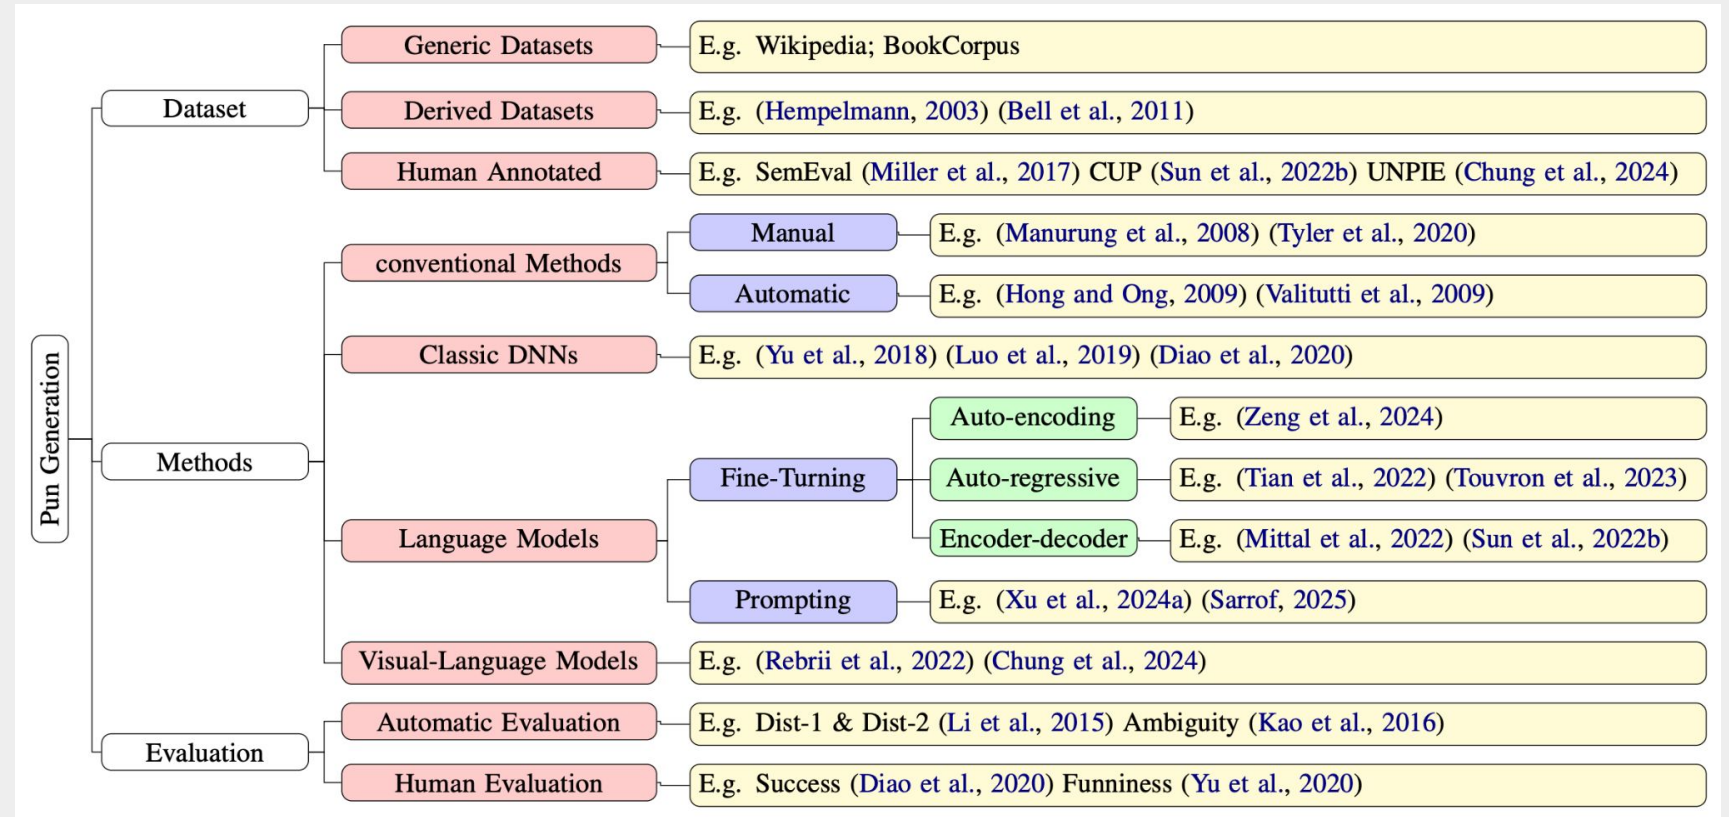 Generic Datasets
E.g. Wikipedia; BookCorpus
Dataset
Derived Datasets
E.g. (Hempelmann, 2003) (Bell et al., 2011)
Human Annotated
E.g. SemEval (Miller et al., 2017) CUP (Sun et al., 2022b) UNPIE (Chung et al., 2024)
Manual
E.g. (Manurung et al., 2008) (Tyler et al., 2020)
conventional Methods
Automatic
E.g. (Hong and Ong, 2009) (Valitutti et al., 2009)
Classic DNNs
E.g. (Yu et al., 2018) (Luo et al., 2019) (Diao et al., 2020)
Pun Generation
Methods
Auto-encoding
E.g. (Zeng et al., 2024)
Fine-Turning
Auto-regressive
E.g. (Tian et al., 2022) (Touvron et al., 2023)
Language Models
Encoder-decoder
E.g. (Mittal et al., 2022) (Sun et al., 2022b)
Prompting
E.g. (Xu et al., 2024a) (Sarrof, 2025)
Visual-Language Models
E.g. (Rebrii et al., 2022) (Chung et al., 2024)
Automatic Evaluation
E.g. Dist-1 & Dist-2 (Li et al., 2015) Ambiguity (Kao et al., 2016)
Evaluation
Human Evaluation
E.g. Success (Diao et al., 2020) Funniness (Yu et al., 2020)